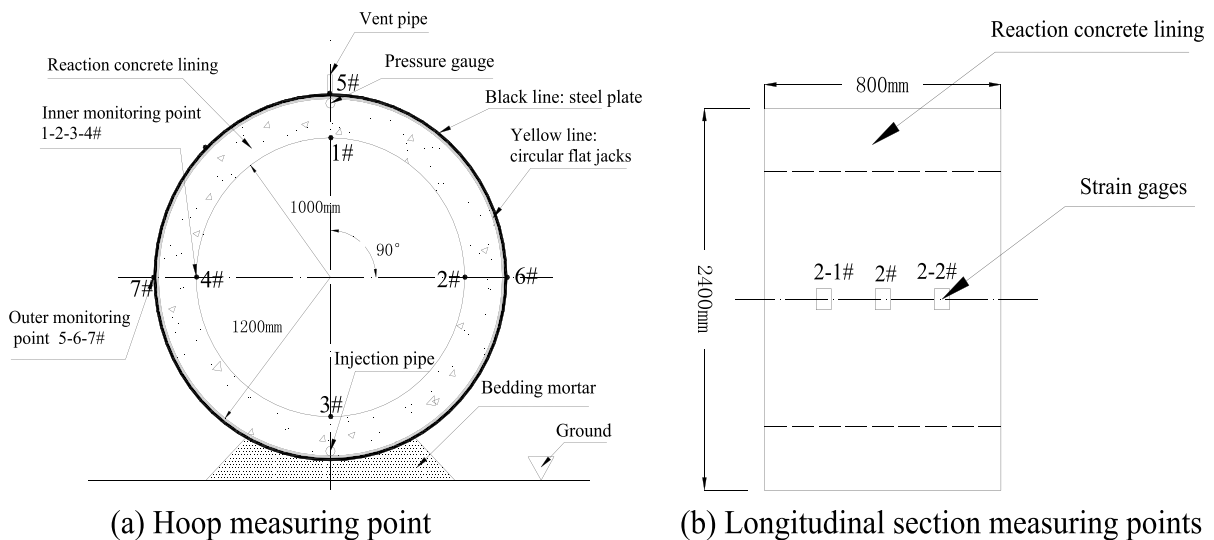 Vent pipe
Pressure gauge
5#
Reaction concrete lining
Inner monitoring point
1-2-3-4#
Black line: steel plate
Yellow line:
circular flat jacks
1#
1000mm
90°
4#
2#
7#
6#
Outer monitoring
point 5-6-7#
1200mm
Injection pipe
3#
Bedding mortar
Ground
(a) Hoop measuring point
Reaction concrete lining
800mm
Strain gages
2-1#
2#
2-2#
2400mm
(b) Longitudinal section measuring points